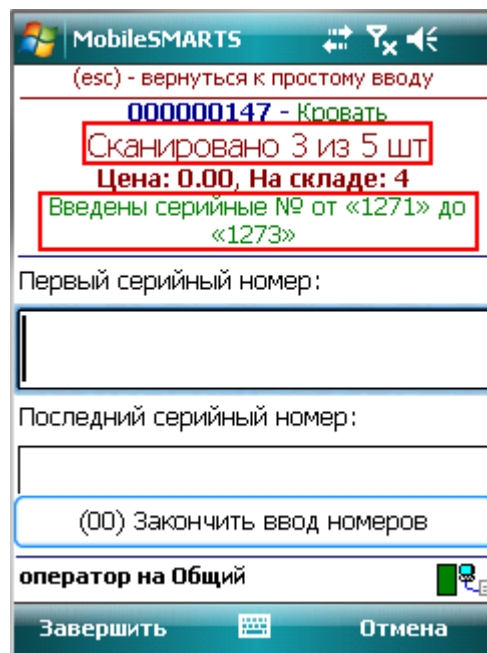 MobileSMARTS
(esc) - вернуться к простому вводу
000000147 - Кровать
Сканировано 3 из 5 шт
Цена: 0.00, На складе: 4
Введены серийные № от «1271» до
«1273»
Первый серийный номер:
Последний серийный номер:
(00) Закончить ввод номеров
оператор на Общий
Завершить
Отмена